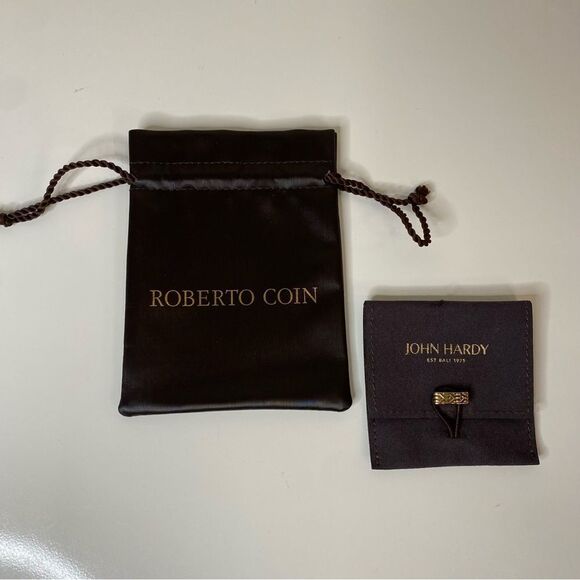 ROBERTO COIN
JOHN HARDY
EST BALI 1975